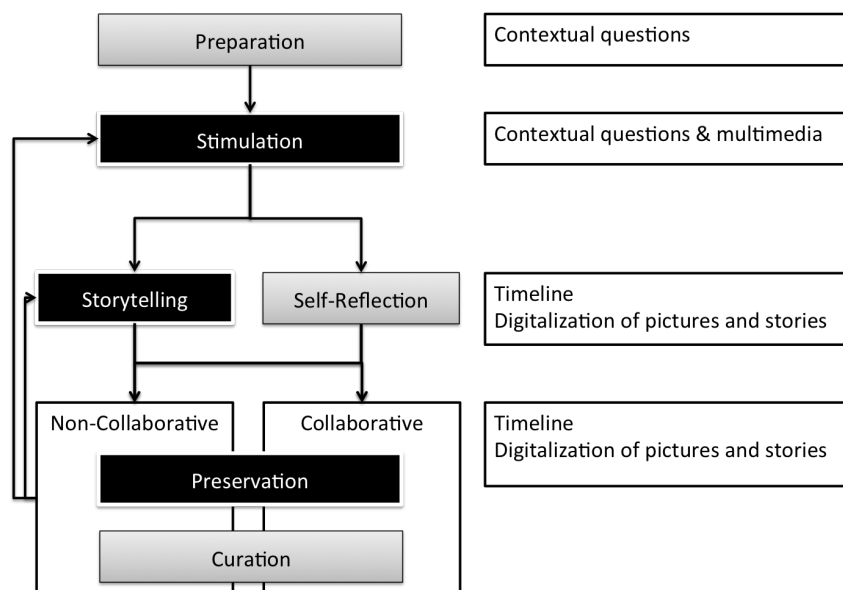 Preparation
Contextual questions
Stimulation
Contextual questions & multimedia
Storytelling
Self-Reflection
Timeline
Digitalization of pictures and stories
Non-Collaborative
Collaborative
Timeline
Digitalization of pictures and stories
Preservation
Curation